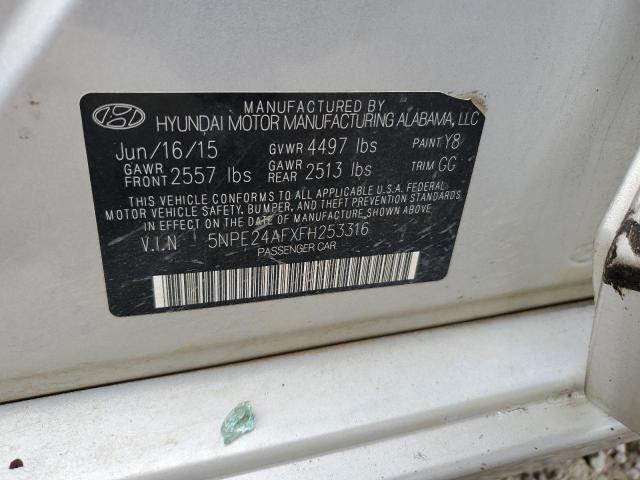 MANUFACTURED BY
HYUNDAI MOTOR MANUFACTURING ALABAMA, LLC
Jun/16/15 GVWR 4497 lbs PAINT Y8
GAWR FRONT 2557 lbs GAWR REAR 2513 lbs TRIM GG
THIS VEHICLE CONFORMS TO ALL APPLICABLE U.S.A. FEDERAL
MOTOR VEHICLE SAFETY, BUMPER, AND THEFT PREVENTION STANDARDS
IN EFFECT ON THE DATE OF MANUFACTURE SHOWN ABOVE.
V.I.N 5NPE24AFXFH253316
PASSENGER CAR